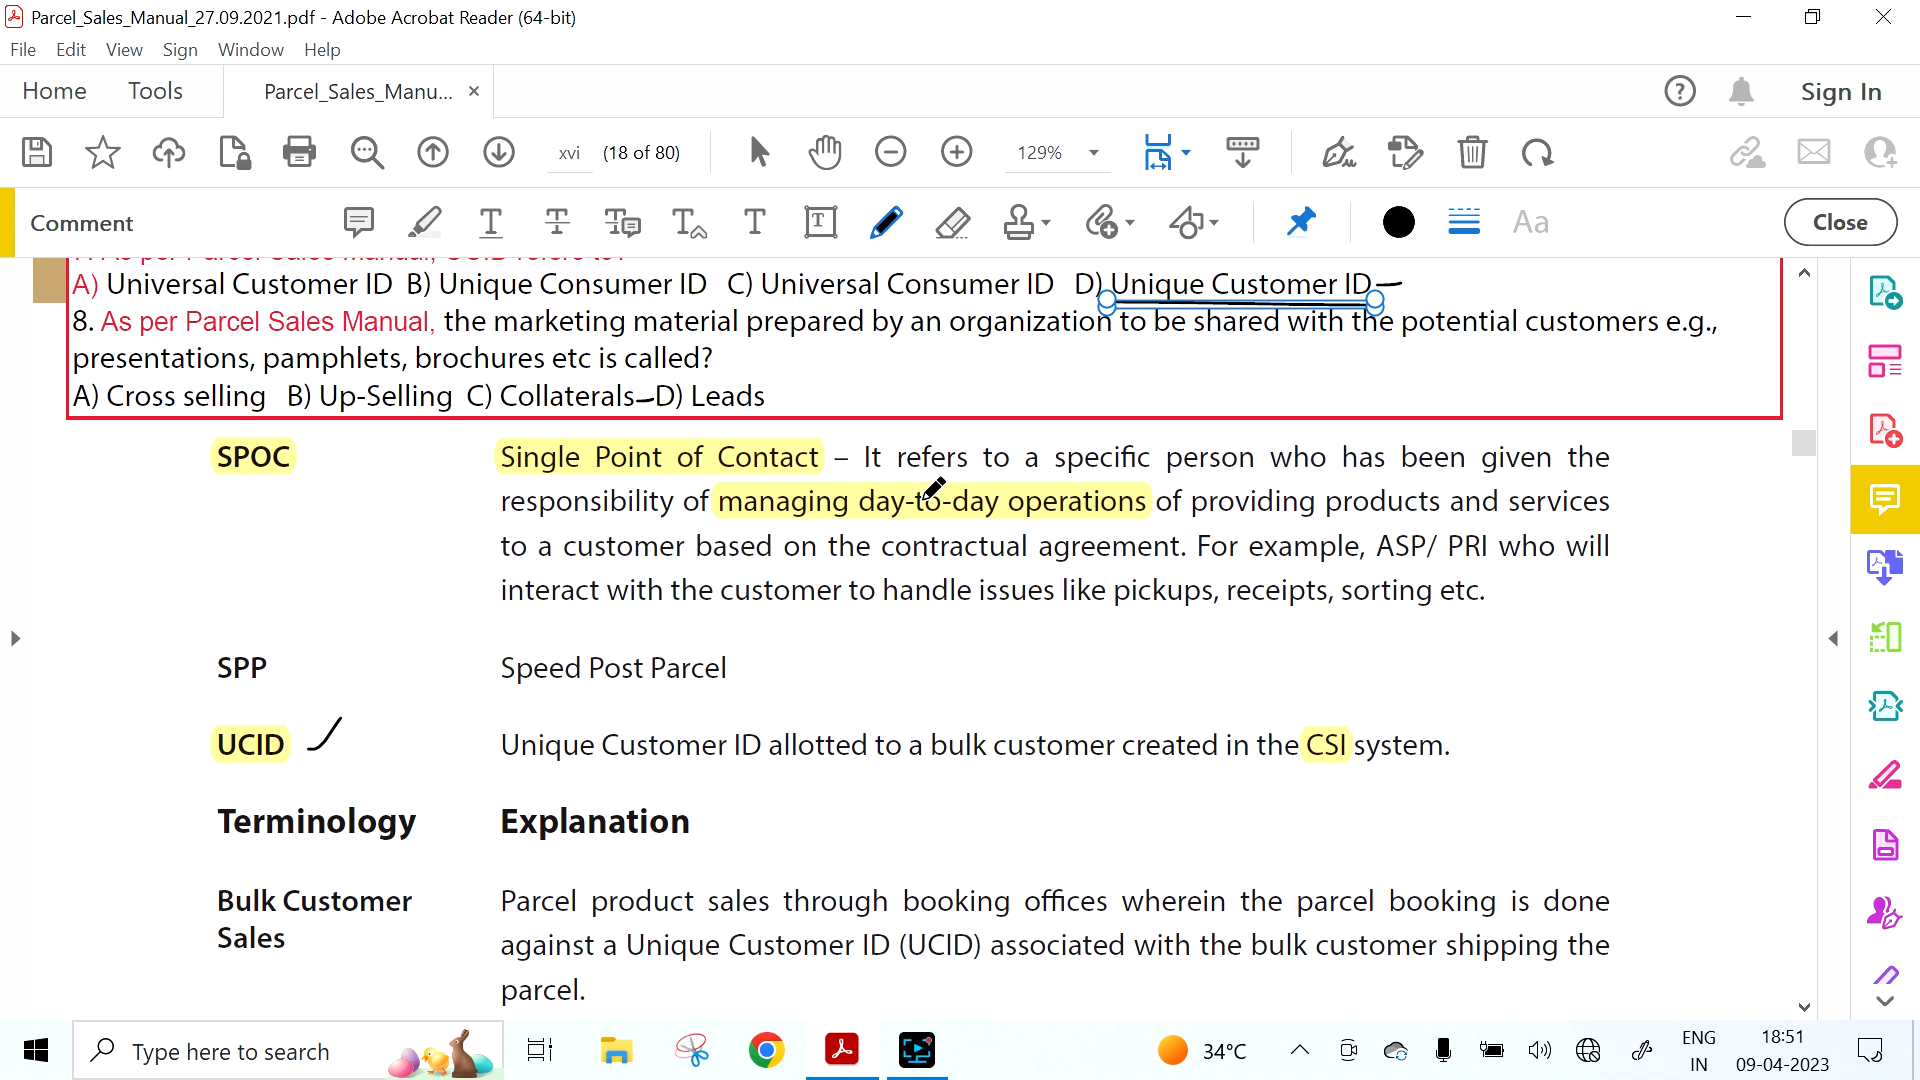 Parcel_Sales_Manual_27.09.2021.pdf - Adobe Acrobat Reader (64-bit)
File Edit View Sign Window Help
Home Tools Parcel_Sales_Manu... × Sign In
xvi (18 of 80) 129%
Comment Aa Close
A) Universal Customer ID B) Unique Consumer ID C) Universal Consumer ID D) Unique Customer ID
8. As per Parcel Sales Manual, the marketing material prepared by an organization to be shared with the potential customers e.g.,
presentations, pamphlets, brochures etc is called?
A) Cross selling B) Up-Selling C) Collaterals D) Leads
SPOC Single Point of Contact – It refers to a specific person who has been given the
responsibility of managing day-to-day operations of providing products and services
to a customer based on the contractual agreement. For example, ASP/ PRI who will
interact with the customer to handle issues like pickups, receipts, sorting etc.
SPP Speed Post Parcel
UCID Unique Customer ID allotted to a bulk customer created in the CSI system.
Terminology Explanation
Bulk Customer Parcel product sales through booking offices wherein the parcel booking is done
Sales against a Unique Customer ID (UCID) associated with the bulk customer shipping the
parcel.
Type here to search 34°C ENG 18:51
IN 09-04-2023